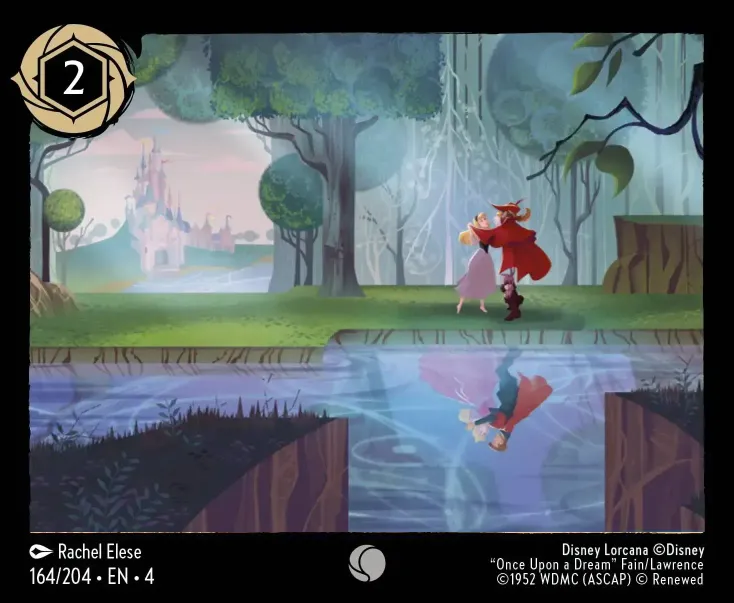 2
Rachel Elese
164/204 • EN • 4
Disney Lorcana ©Disney
“Once Upon a Dream” Fain/Lawrence
©1952 WDMC (ASCAP) © Renewed